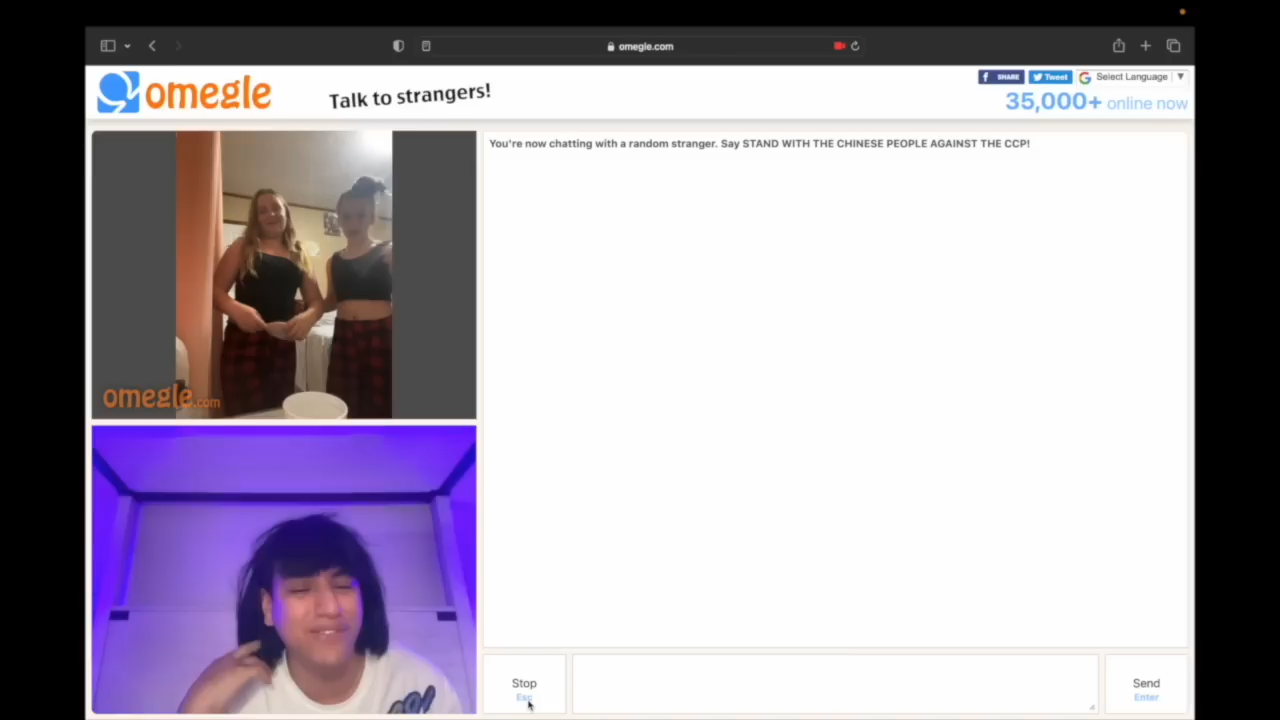 omegle.com
omegle
Talk to strangers!
SHARE
Tweet
Select Language
35,000+ online now
You're now chatting with a random stranger. Say STAND WITH THE CHINESE PEOPLE AGAINST THE CCP!
omegle.com
Stop
Esc
Send
Enter